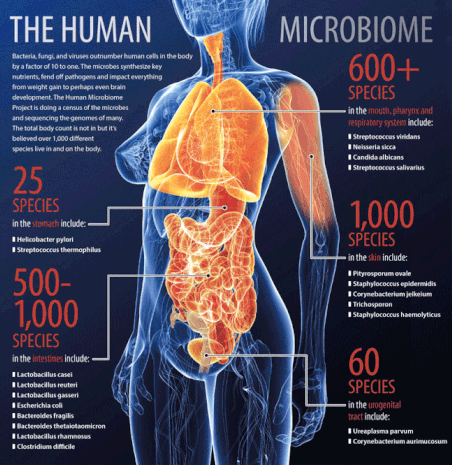 THE HUMAN MICROBIOME
Bacteria, fungi, and viruses outnumber human cells in the body
by a factor of 10 to one. The microbes synthesize key
nutrients, fend off pathogens and impact everything
from weight gain to perhaps even brain
development. The Human Microbiome
Project is doing a census of the microbes
and sequencing the genomes of many.
The total body count is not in but it's
believed over 1,000 different
species live in and on the body.
25
SPECIES
in the stomach include:
Helicobacter pylori
Streptococcus thermophilus
500-
1,000
SPECIES
in the intestines include:
Lactobacillus casei
Lactobacillus reuteri
Lactobacillus gasseri
Escherichia coli
Bacteroides fragilis
Bacteroides thetaiotaomicron
Lactobacillus rhamnosus
Clostridium difficile
600+
SPECIES
in the mouth, pharynx and
respiratory system include:
Streptococcus viridans
Neisseria sicca
Candida albicans
Streptococcus salivarius
1,000
SPECIES
in the skin include:
Pityrosporum ovale
Staphylococcus epidermidis
Corynebacterium jeikeium
Trichosporon
Staphylococcus haemolyticus
60
SPECIES
in the urogenital
tract include:
Ureaplasma parvum
Corynebacterium aurimucosum